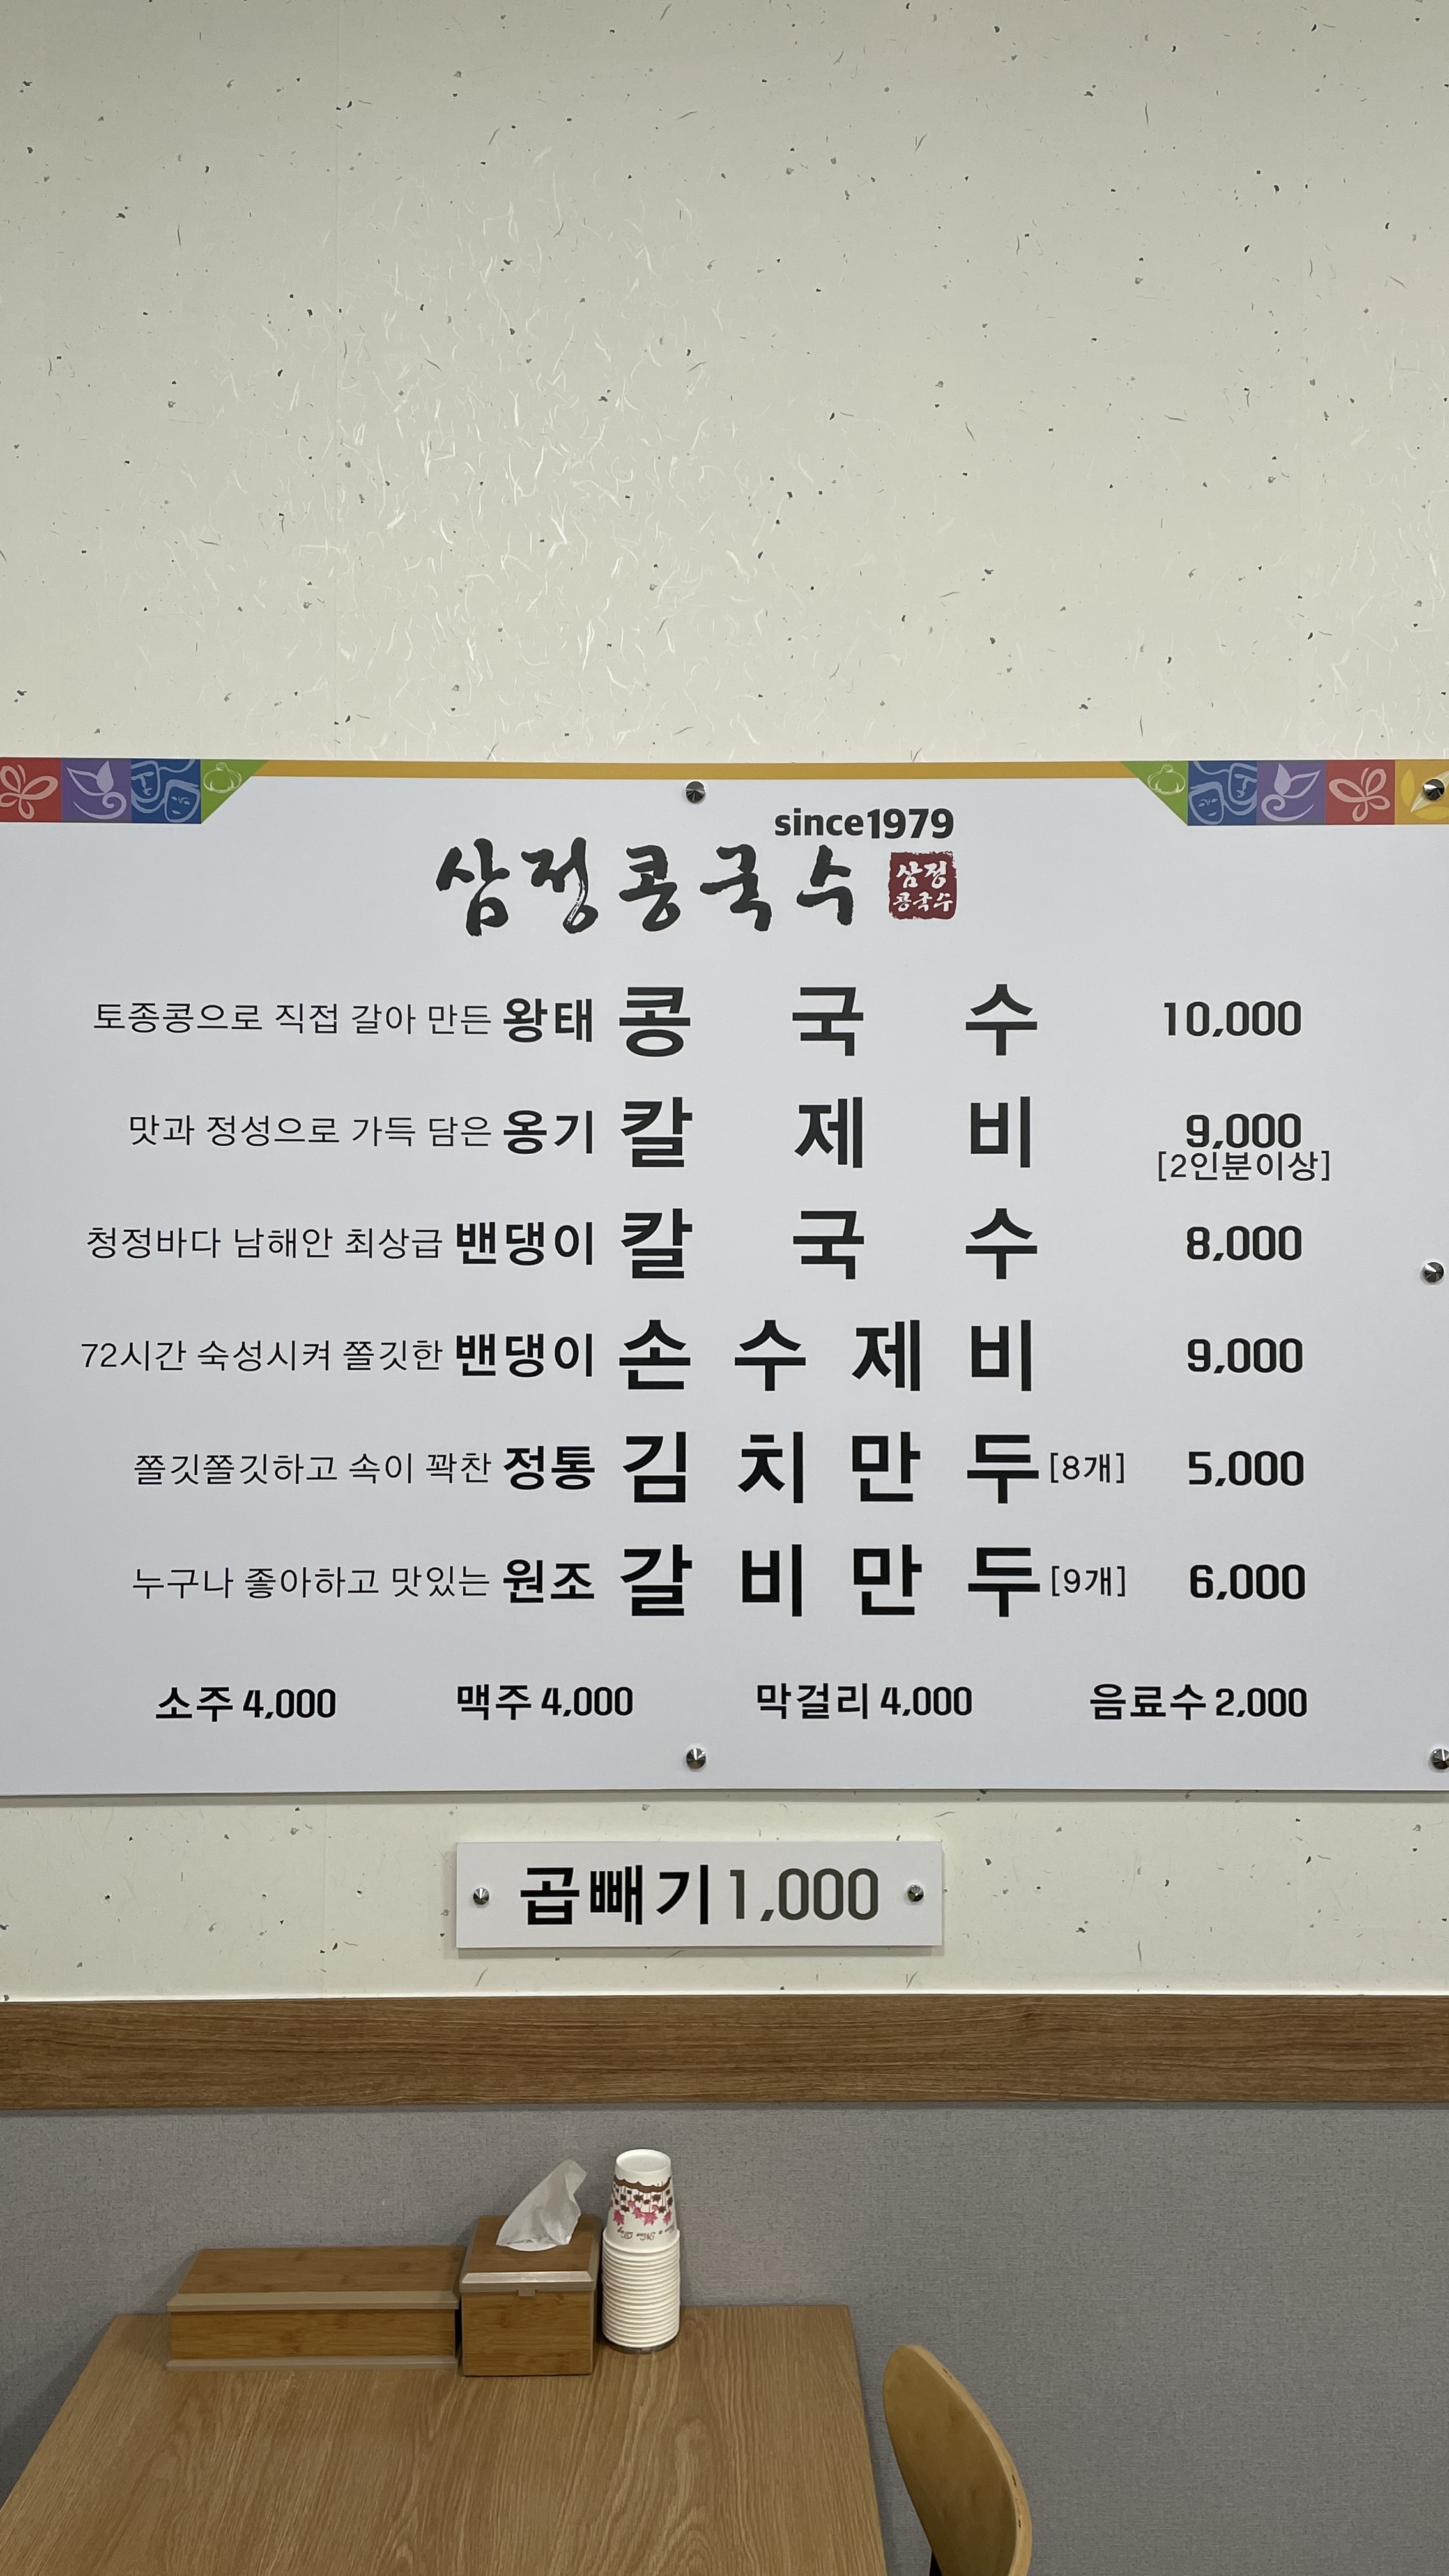 since1979
삼정콩국수
삼정
콩국수
토종콩으로 직접 갈아 만든 왕태 콩국수 10,000
맛과 정성으로 가득 담은 옹기 칼제비 9,000
[2인분이상]
청정바다 남해안 최상급 밴댕이 칼국수 8,000
72시간 숙성시켜 쫄깃한 밴댕이 손수제비 9,000
쫄깃쫄깃하고 속이 꽉찬 정통 김치만두 [8개] 5,000
누구나 좋아하고 맛있는 원조 갈비만두 [9개] 6,000
소주 4,000 맥주 4,000 막걸리 4,000 음료수 2,000
곱빼기 1,000